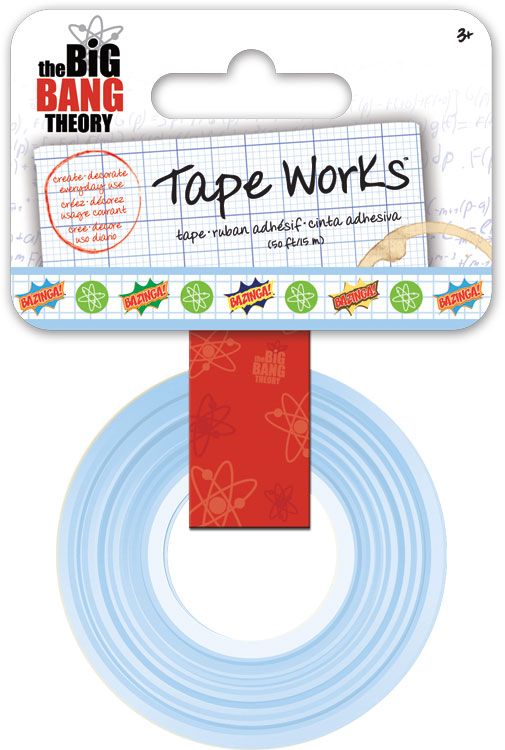 the BiG
BANG
THEORY
3+
create·decorate
everyday use
créez·décorez
usage courant
cree·decore
uso diario
Tape Works™
tape·ruban adhésif·cinta adhesiva
(50 ft/15 m)
BAZINGA! BAZINGA! BAZINGA! BAZINGA! BAZINGA!
the BiG
BANG
THEORY